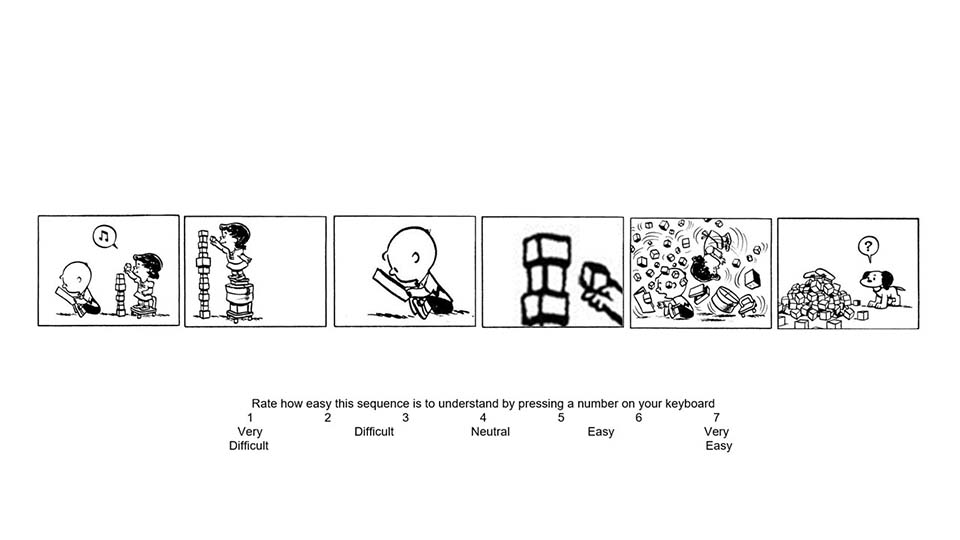 ♫
?
Rate how easy this sequence is to understand by pressing a number on your keyboard
1 2 3 4 5 6 7
Very Difficult Neutral Easy Very
Difficult Easy